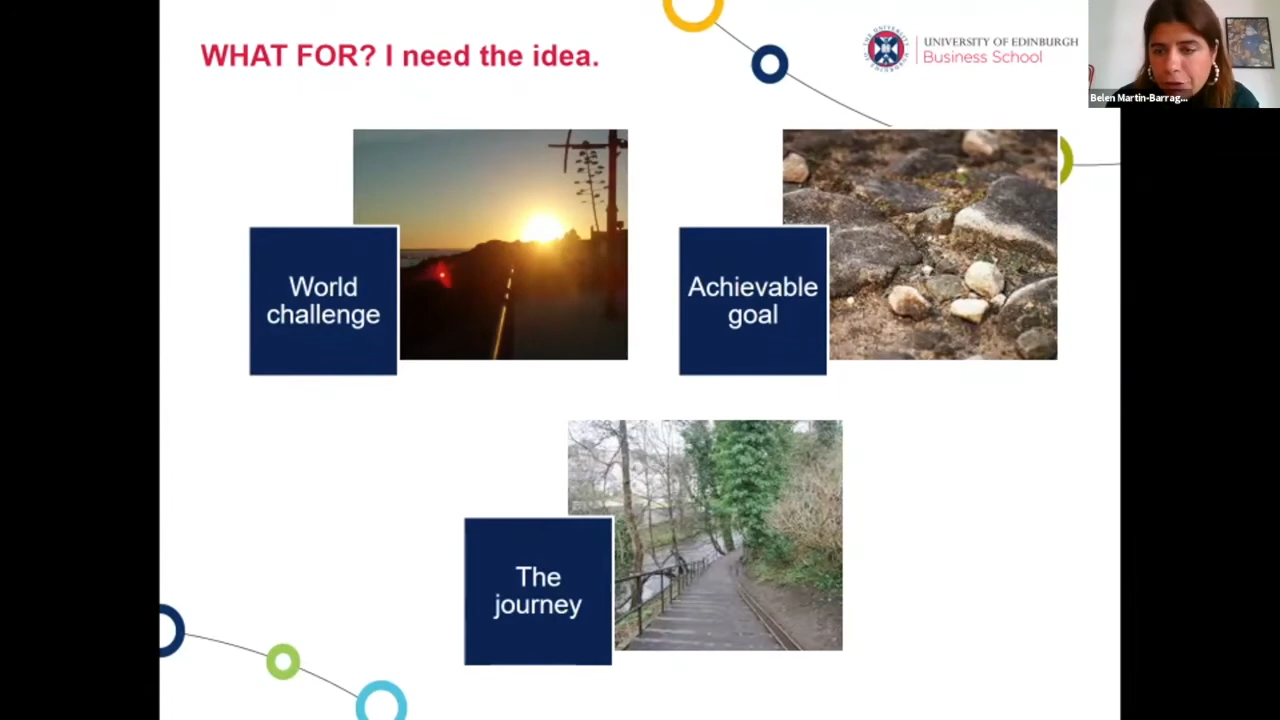 WHAT FOR? I need the idea.
UNIVERSITY OF EDINBURGH
Business School
Belen Martin-Barrag...
World
challenge
Achievable
goal
The
journey